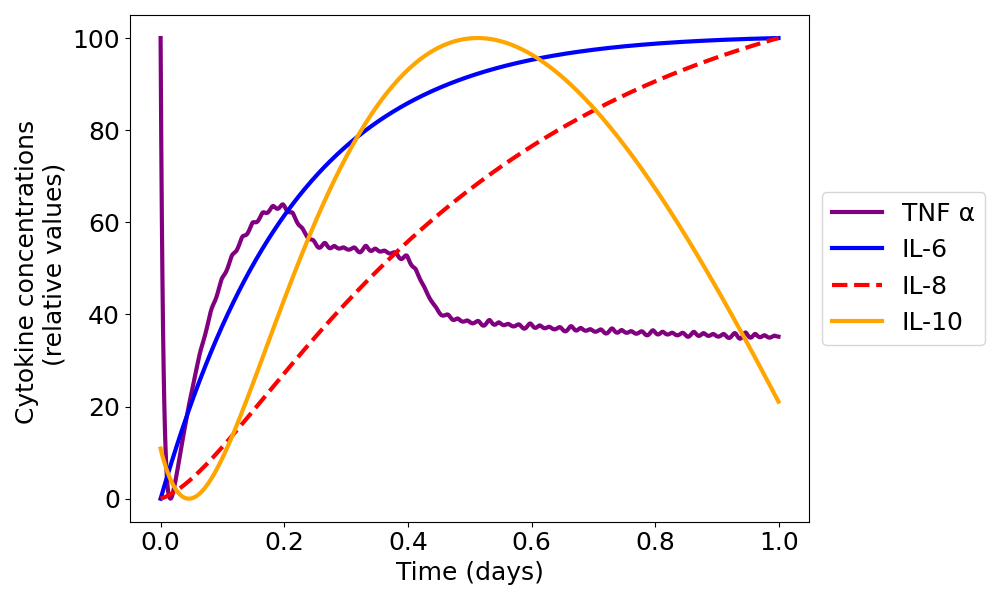 100
80
60
40
20
0
Cytokine concentrations
(relative values)
0.0 0.2 0.4 0.6 0.8 1.0
Time (days)
TNF α
IL-6
IL-8
IL-10